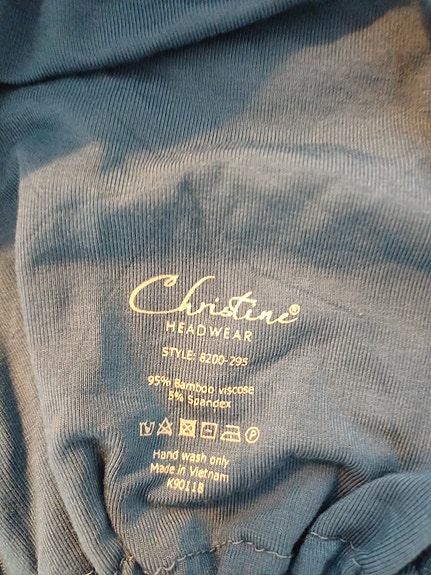 Christine®
HEADWEAR
STYLE: 8200-295
95% Bamboo viscose
5% Spandex
Hand wash only
Made in Vietnam
K90118